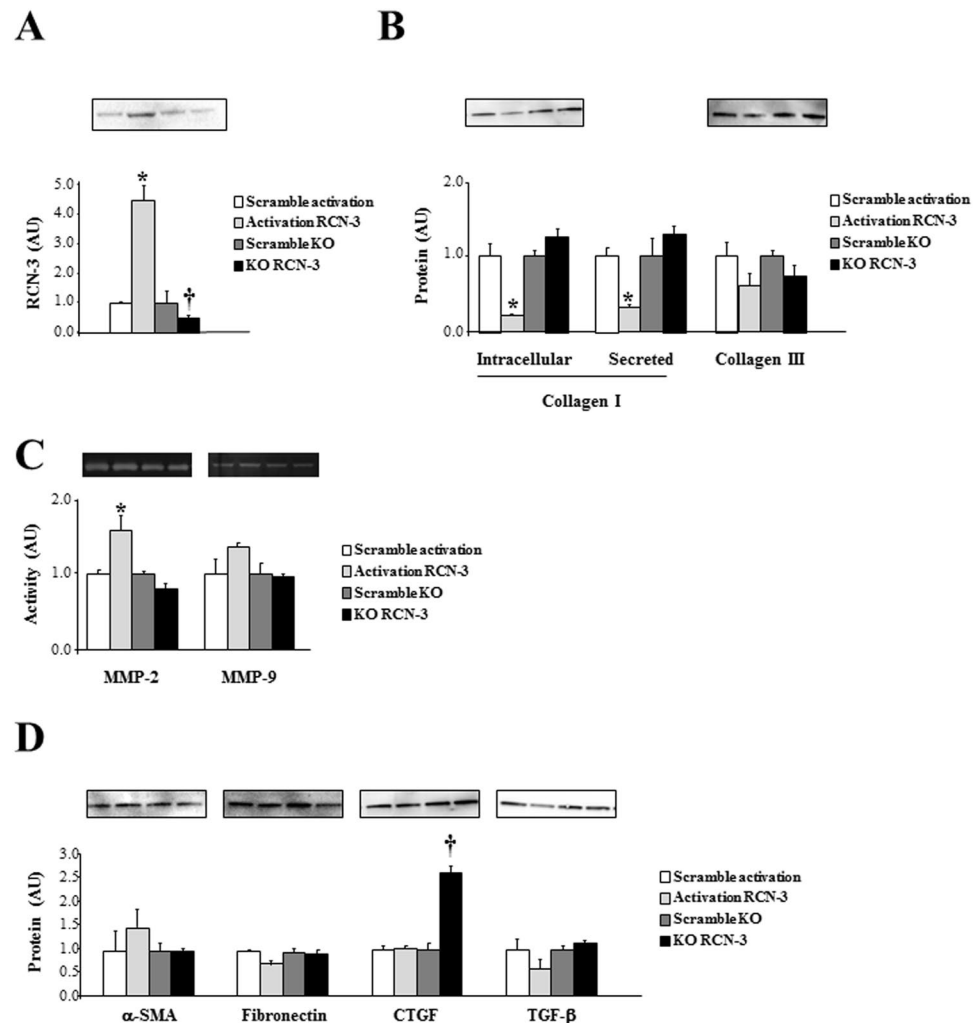 A
B
*
†
5.0
4.0
3.0
2.0
1.0
0.0
RCN-3 (AU)
Scramble activation
Activation RCN-3
Scramble KO
KO RCN-3
2.0
1.0
0.0
Protein (AU)
*
*
Intracellular
Secreted
Collagen III
Collagen I
Scramble activation
Activation RCN-3
Scramble KO
KO RCN-3
C
*
2.0
1.0
0.0
Activity (AU)
MMP-2
MMP-9
Scramble activation
Activation RCN-3
Scramble KO
KO RCN-3
D
†
3.0
2.5
2.0
1.5
1.0
0.5
0.0
Protein (AU)
α-SMA
Fibronectin
CTGF
TGF-β
Scramble activation
Activation RCN-3
Scramble KO
KO RCN-3